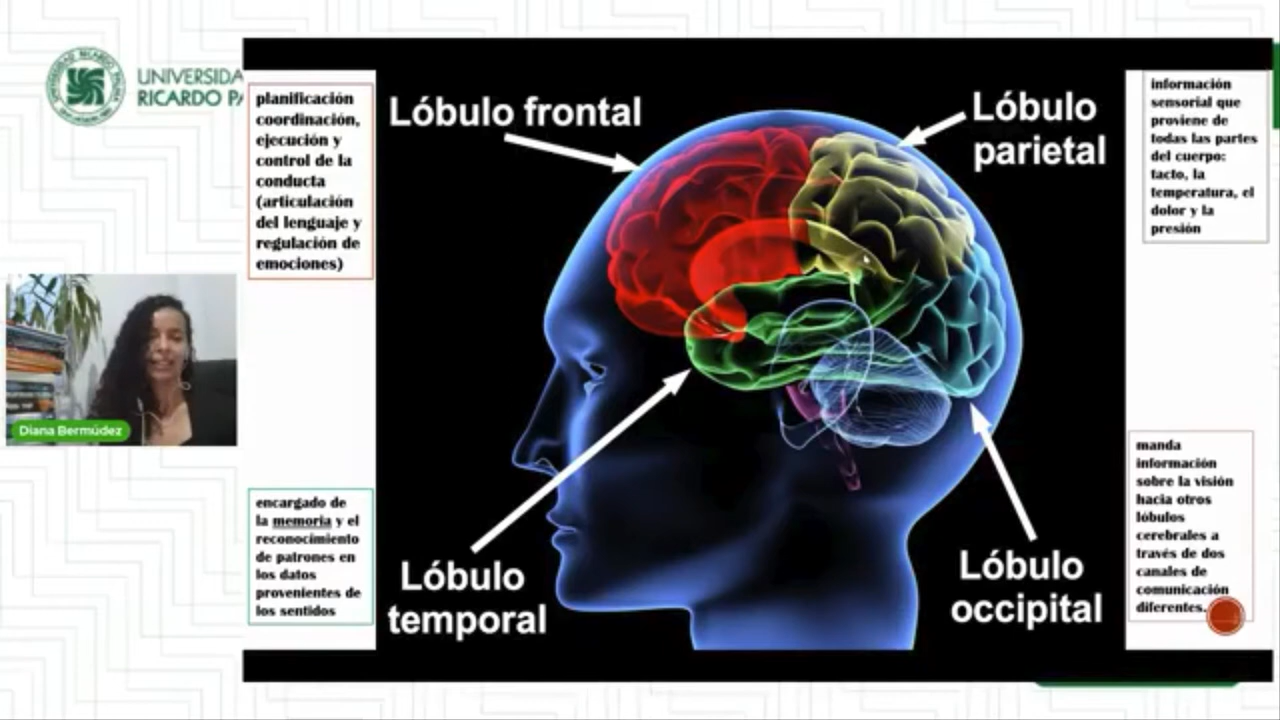 UNIVERSIDA
RICARDO PA
planificación
coordinación,
ejecución y
control de la
conducta
(articulación
del lenguaje y
regulación de
emociones)
Lóbulo frontal
Lóbulo
parietal
información
sensorial que
proviene de
todas las partes
del cuerpo:
tacto, la
temperatura, el
dolor y la
presión
Diana Bermúdez
encargado de
la memoria y el
reconocimiento
de patrones en
los datos
provenientes de
los sentidos
Lóbulo
temporal
Lóbulo
occipital
manda
información
sobre la visión
hacia otros
lóbulos
cerebrales a
través de dos
canales de
comunicación
diferentes.